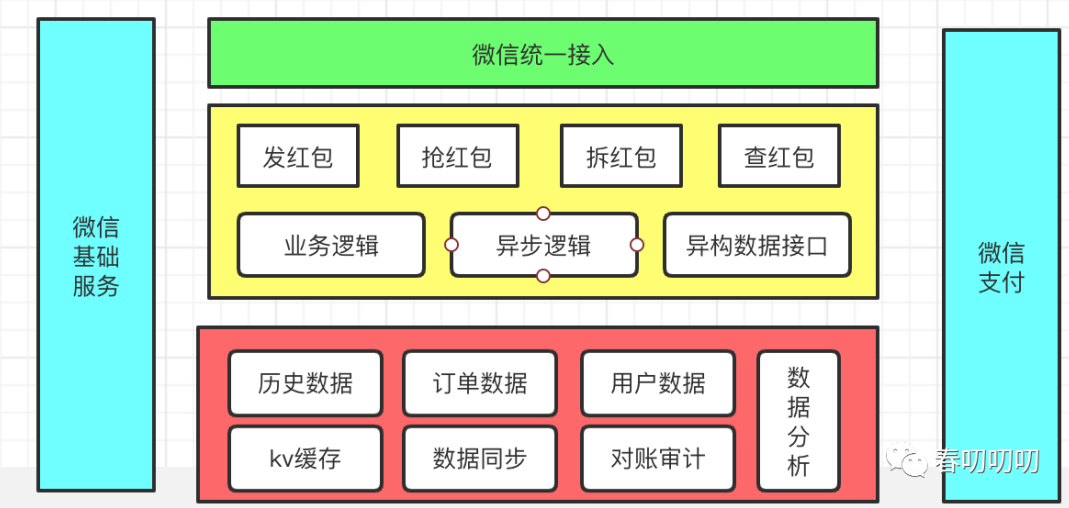 微信
基础
服务
微信统一接入
发红包
抢红包
拆红包
查红包
业务逻辑
异步逻辑
异构数据接口
历史数据
订单数据
用户数据
kv缓存
数据同步
对账审计
数
据
分
析
微信
支付
春叨叨叨